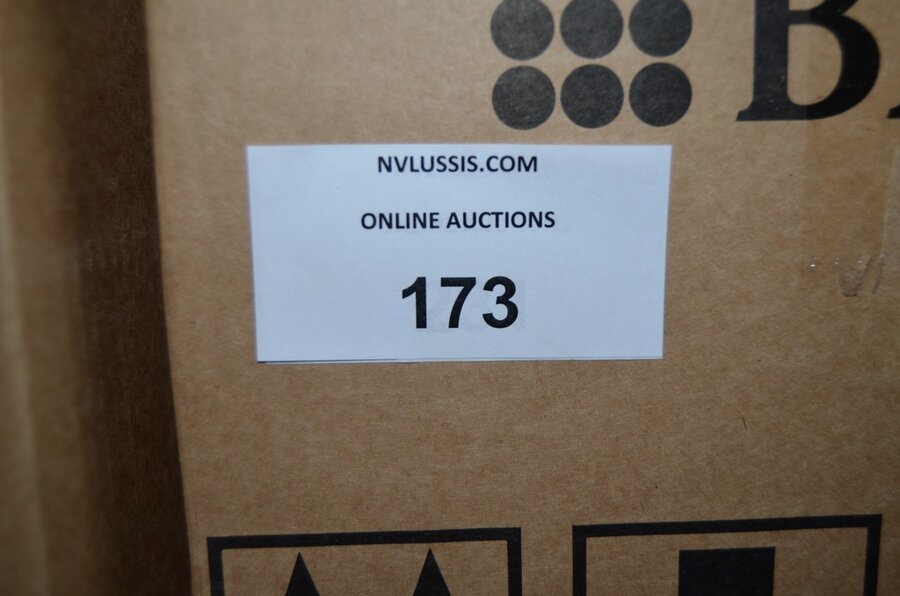 B
NVLUSSIS.COM
ONLINE AUCTIONS
173